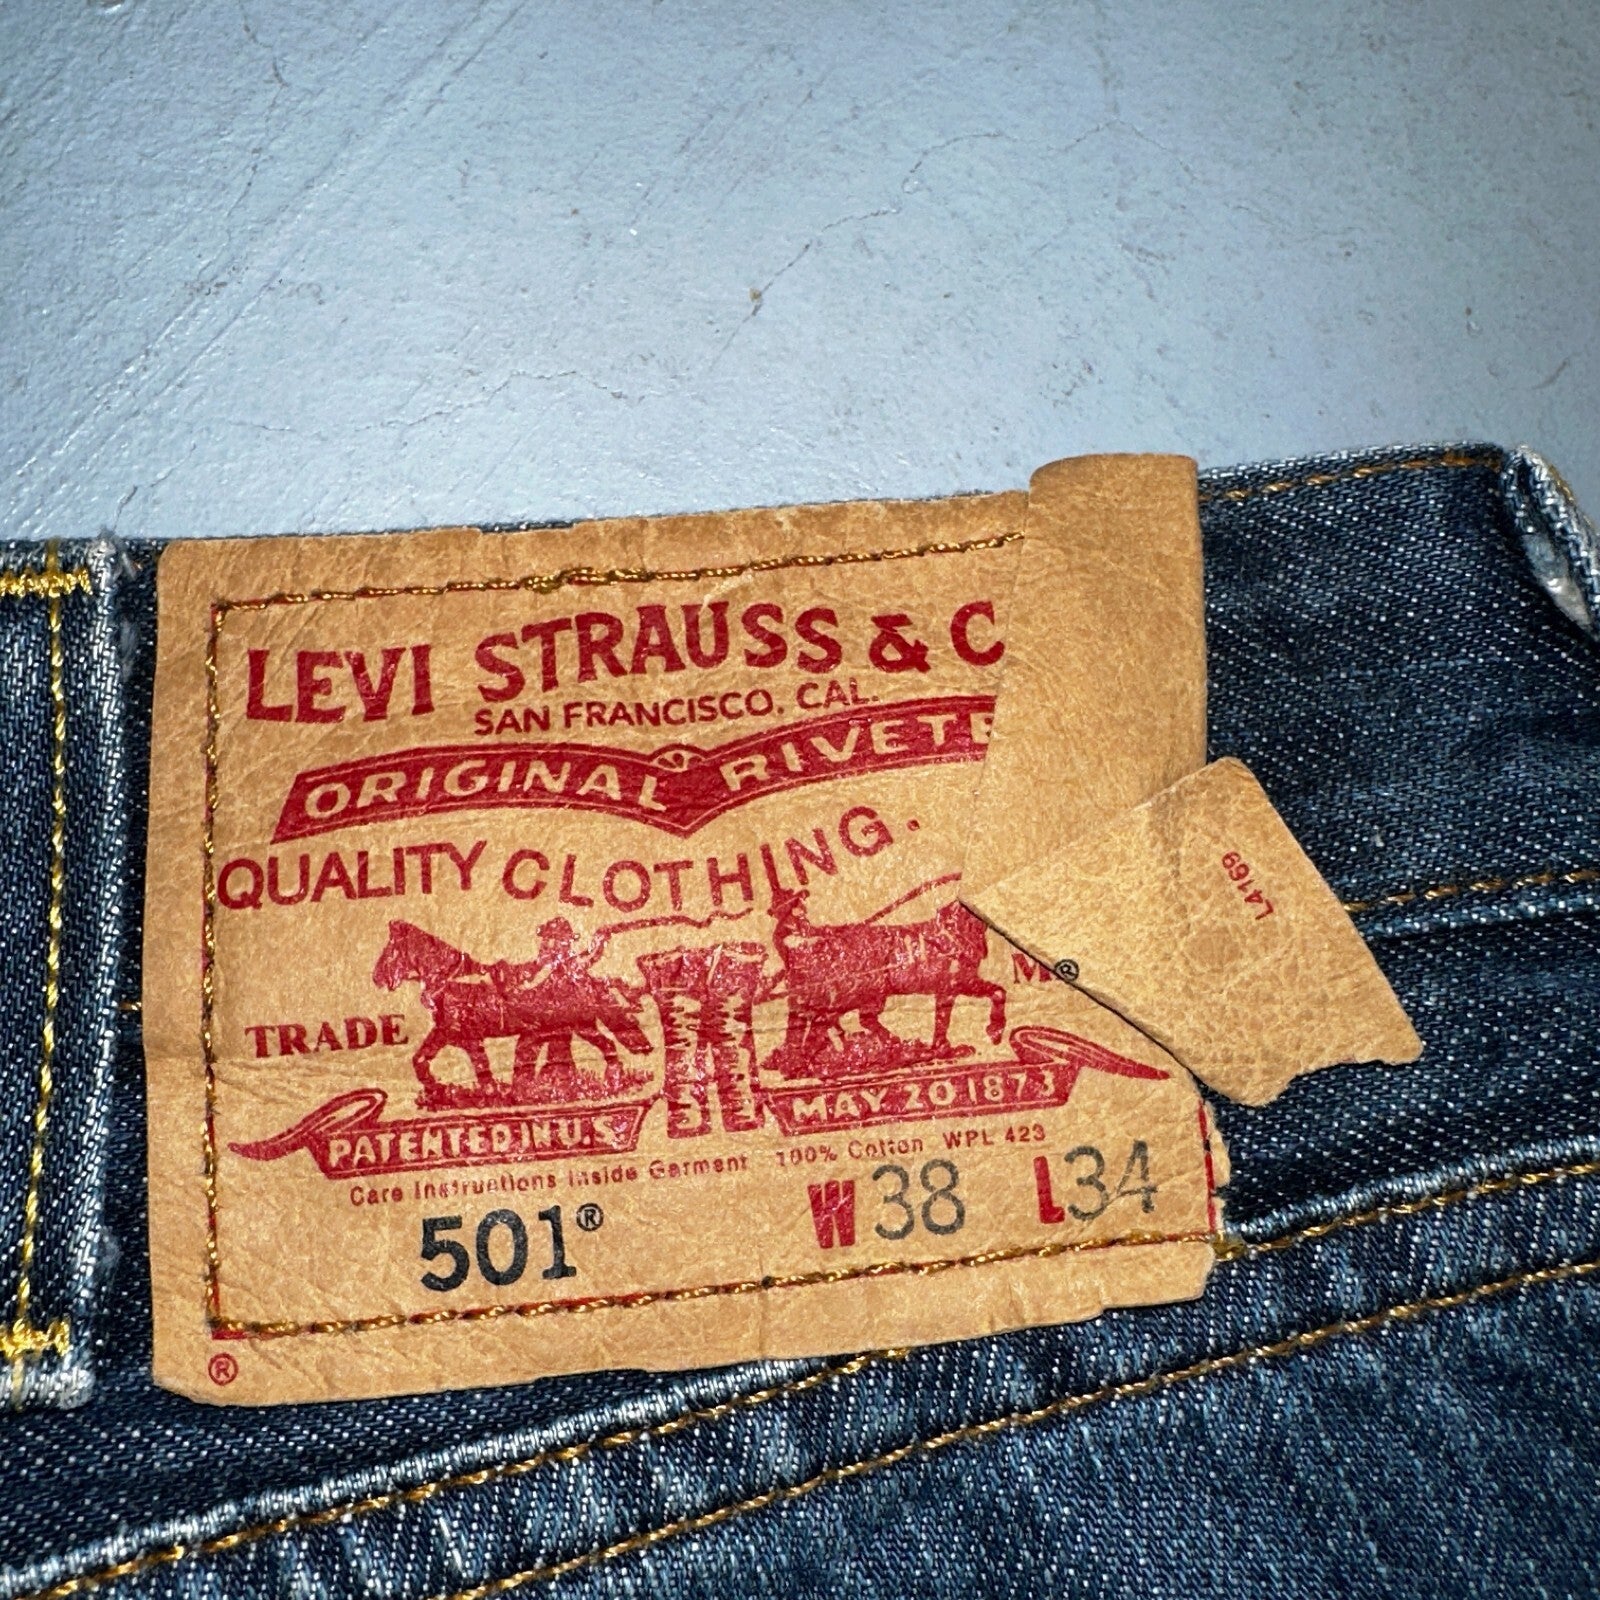 LEVI STRAUSS & C
SAN FRANCISCO, CAL.
ORIGINAL RIVETE
QUALITY CLOTHING.
TRADE M®
PATENTED IN U.S. MAY 20 1873
Care Instructions Inside Garment 100% Cotton WPL 423
501® W38 L34
®
L4169